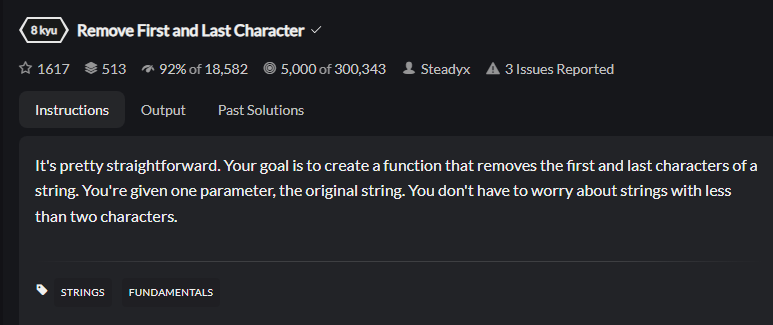 8 kyu Remove First and Last Character
1617 513 92% of 18,582 5,000 of 300,343 Steadyx 3 Issues Reported
Instructions Output Past Solutions
It's pretty straightforward. Your goal is to create a function that removes the first and last characters of a
string. You're given one parameter, the original string. You don't have to worry about strings with less
than two characters.
STRINGS FUNDAMENTALS